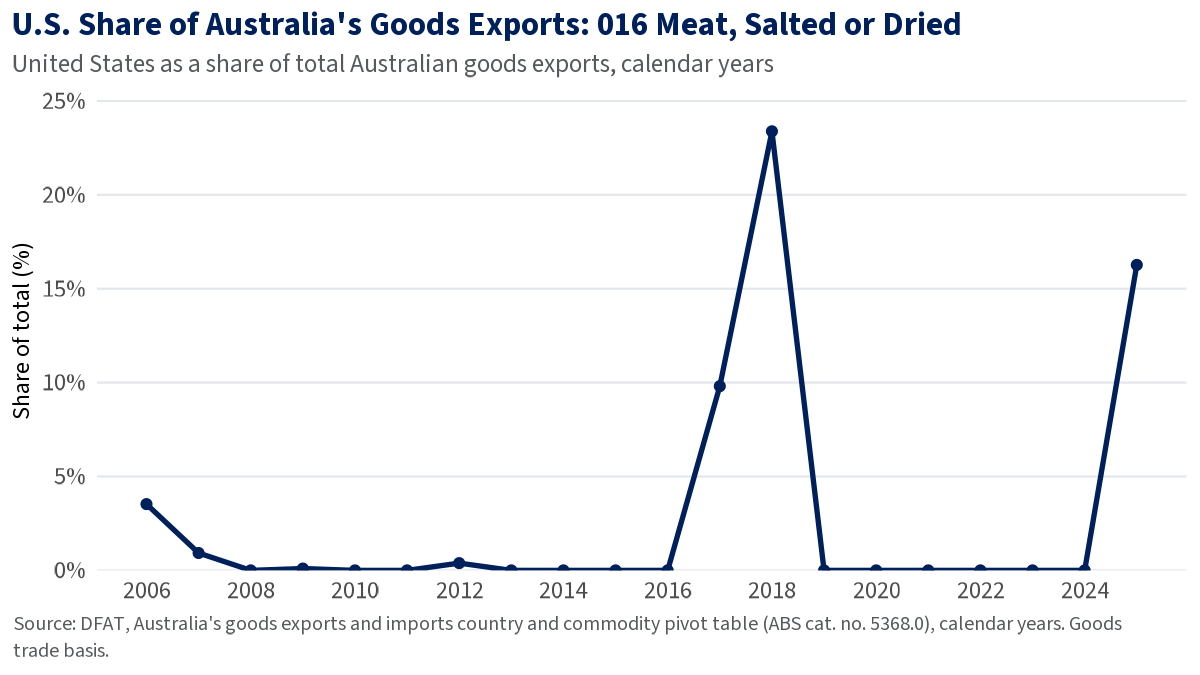 U.S. Share of Australia's Goods Exports: 016 Meat, Salted or Dried
United States as a share of total Australian goods exports, calendar years
Share of total (%)
25%
20%
15%
10%
5%
0%
2006 2008 2010 2012 2014 2016 2018 2020 2022 2024
Source: DFAT, Australia's goods exports and imports country and commodity pivot table (ABS cat. no. 5368.0), calendar years. Goods
trade basis.